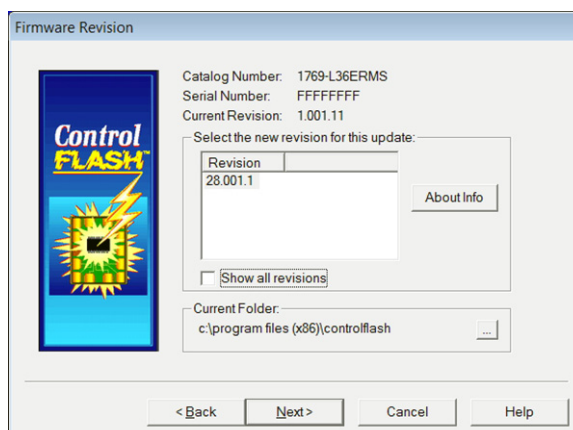 Firmware Revision
Control
FLASH™
Catalog Number: 1769-L36ERMS
Serial Number: FFFFFFFF
Current Revision: 1.001.11
Select the new revision for this update:
Revision
28.001.1
About Info
Show all revisions
Current Folder:
c:\program files (x86)\controlflash
...
< Back
Next >
Cancel
Help